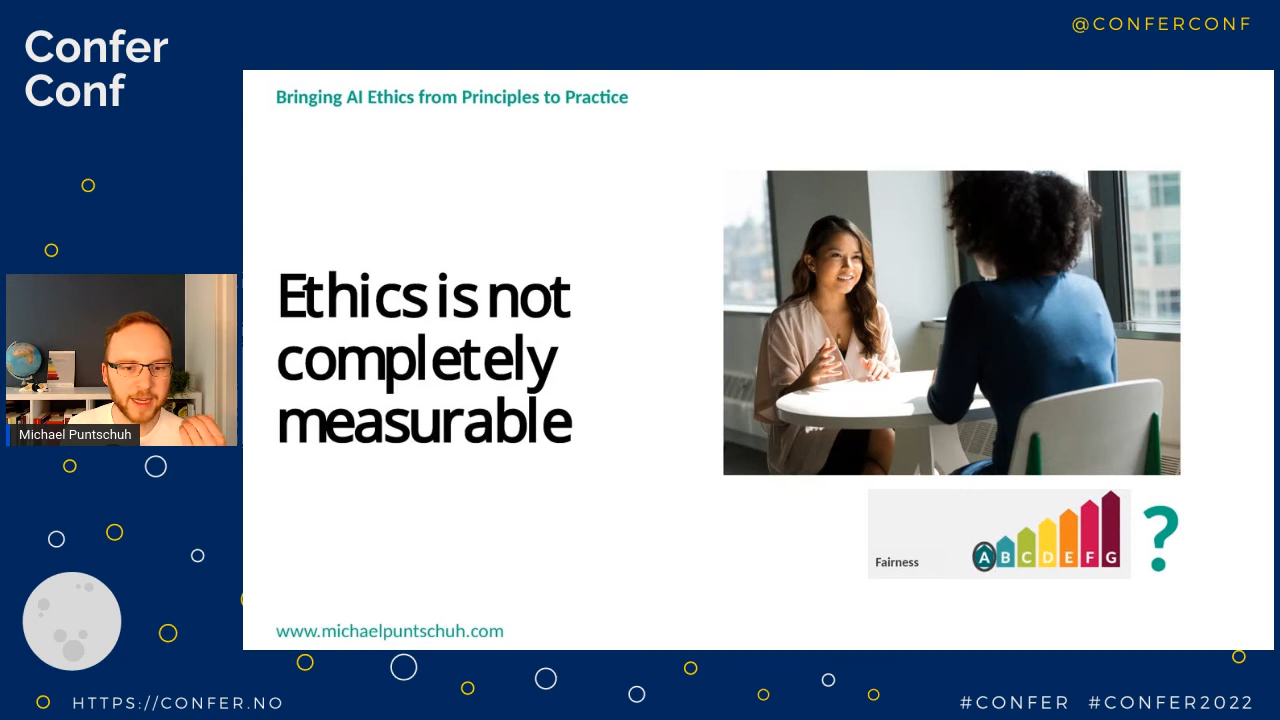 Confer
Conf
@CONFERCONF
Bringing AI Ethics from Principles to Practice
Ethics is not
completely
measurable
Michael Puntschuh
Fairness
A B C D E F G
?
www.michaelpuntschuh.com
HTTPS://CONFER.NO
#CONFER #CONFER2022